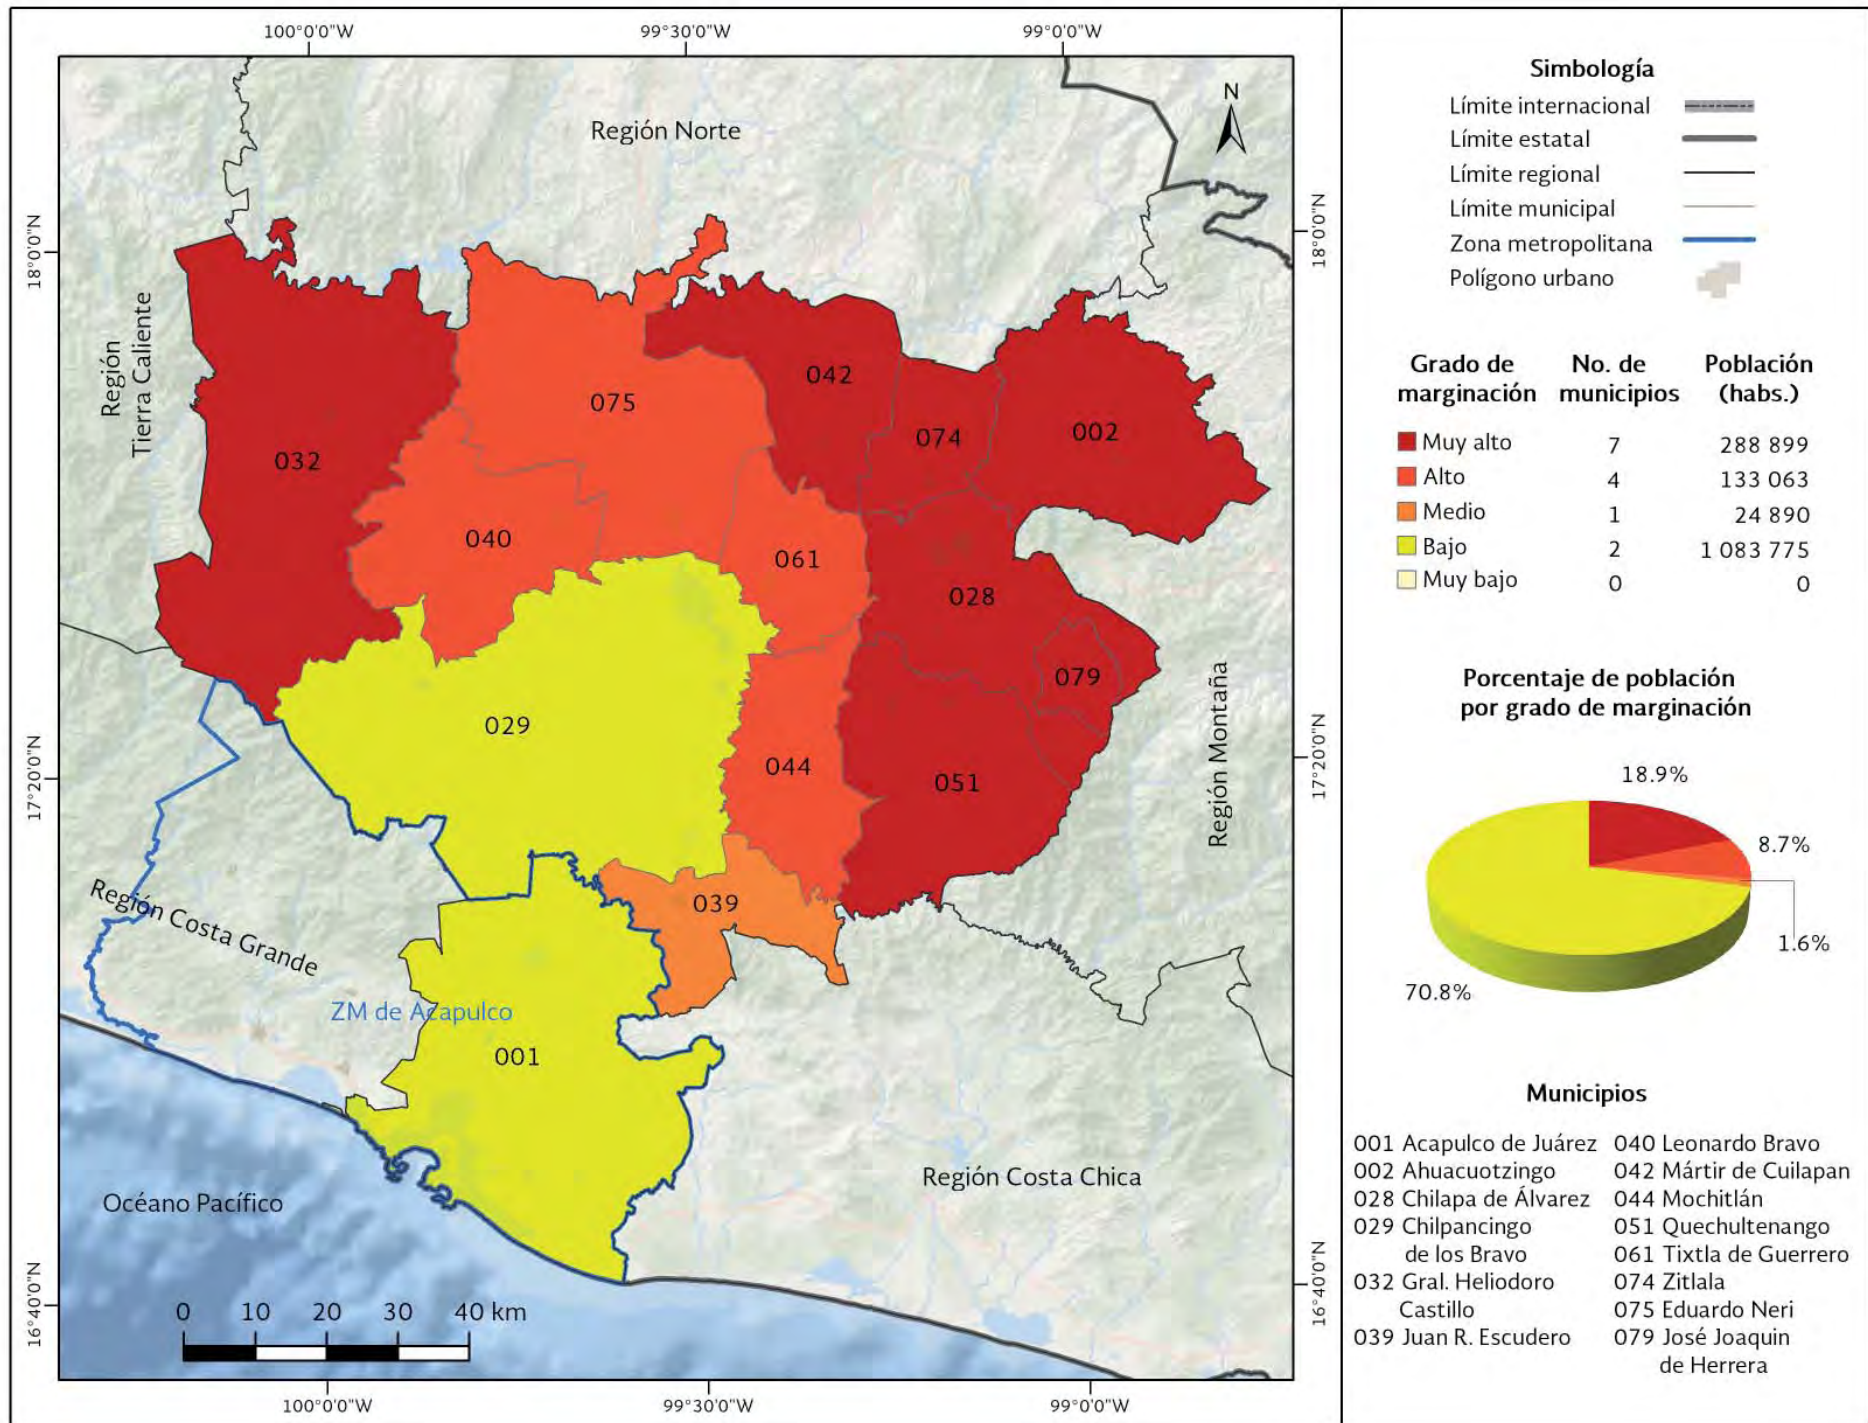 100°0'0"W
99°30'0"W
99°0'0"W
18°0'0"N
17°20'0"N
16°40'0"N
18°0'0"N
17°20'0"N
16°40'0"N
100°0'0"W
99°30'0"W
99°0'0"W
N
Región Norte
Región
Tierra Caliente
Región Montaña
Región Costa Grande
Región Costa Chica
Océano Pacífico
ZM de Acapulco
042
075
074
002
032
040
061
028
079
029
044
051
039
001
0 10 20 30 40 km
Simbología
Límite internacional
Límite estatal
Límite regional
Límite municipal
Zona metropolitana
Polígono urbano
Grado de No. de Población
marginación municipios (habs.)
Muy alto 7 288 899
Alto 4 133 063
Medio 1 24 890
Bajo 2 1 083 775
Muy bajo 0 0
Porcentaje de población
por grado de marginación
18.9%
8.7%
1.6%
70.8%
Municipios
001 Acapulco de Juárez
002 Ahuacuotzingo
028 Chilapa de Álvarez
029 Chilpancingo
de los Bravo
032 Gral. Heliodoro
Castillo
039 Juan R. Escudero
040 Leonardo Bravo
042 Mártir de Cuilapan
044 Mochitlán
051 Quechultenango
061 Tixtla de Guerrero
074 Zitlala
075 Eduardo Neri
079 José Joaquin
de Herrera